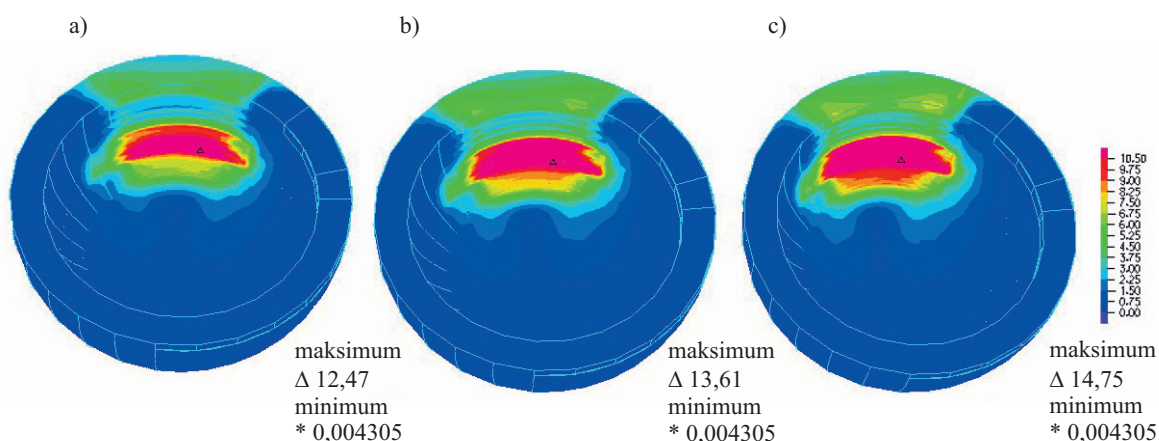 a)
b)
c)
maksimum
Δ 12,47
minimum
* 0,004305
maksimum
Δ 13,61
minimum
* 0,004305
maksimum
Δ 14,75
minimum
* 0,004305
10.50
9.75
9.00
8.25
7.50
6.75
6.00
5.25
4.50
3.75
3.00
2.25
1.50
0.75
0.00